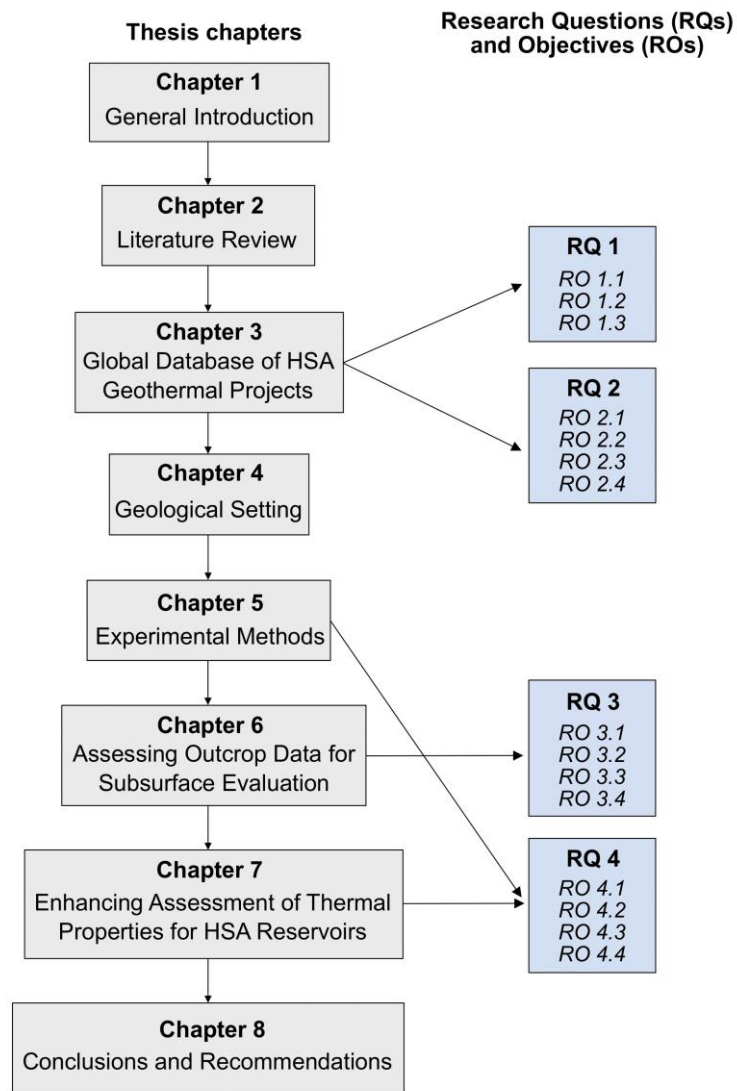 Thesis chapters
Research Questions (RQs)
and Objectives (ROs)
Chapter 1
General Introduction
Chapter 2
Literature Review
Chapter 3
Global Database of HSA
Geothermal Projects
Chapter 4
Geological Setting
Chapter 5
Experimental Methods
Chapter 6
Assessing Outcrop Data for
Subsurface Evaluation
Chapter 7
Enhancing Assessment of Thermal
Properties for HSA Reservoirs
Chapter 8
Conclusions and Recommendations
RQ 1
RO 1.1
RO 1.2
RO 1.3
RQ 2
RO 2.1
RO 2.2
RO 2.3
RO 2.4
RQ 3
RO 3.1
RO 3.2
RO 3.3
RO 3.4
RQ 4
RO 4.1
RO 4.2
RO 4.3
RO 4.4